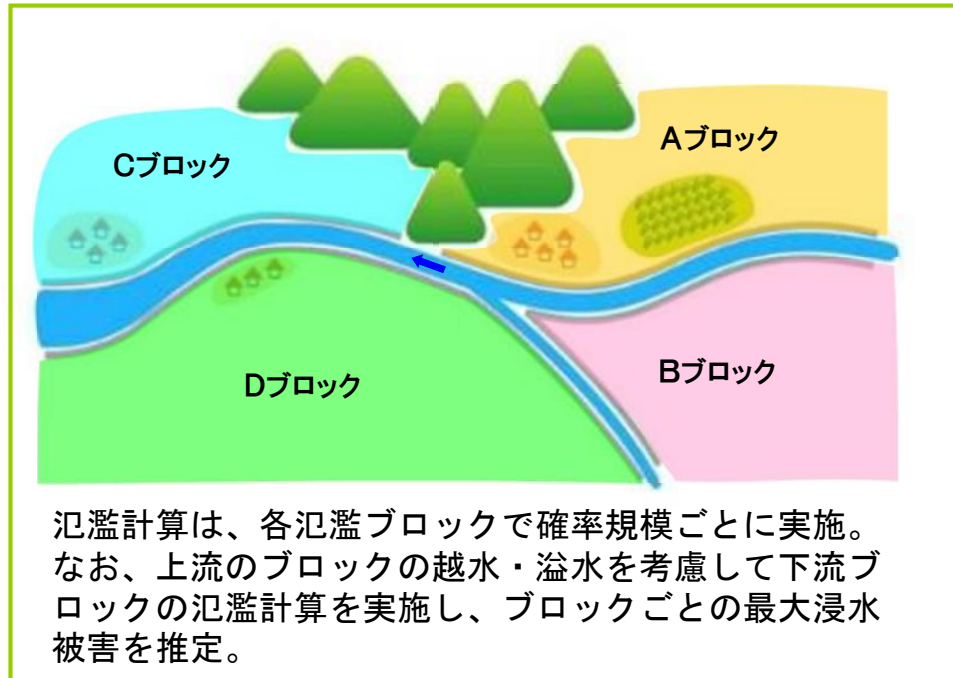 Aブロック
Cブロック
Bブロック
Dブロック
氾濫計算は、各氾濫ブロックで確率規模ごとに実施。
なお、上流のブロックの越水・溢水を考慮して下流ブ
ロックの氾濫計算を実施し、ブロックごとの最大浸水
被害を推定。